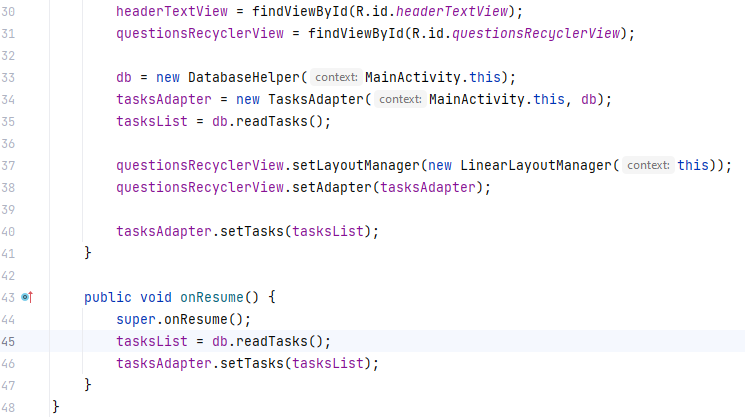 30 headerTextView = findViewById(R.id.headerTextView);
31 questionsRecyclerView = findViewById(R.id.questionsRecyclerView);
32
33 db = new DatabaseHelper( context: MainActivity.this);
34 tasksAdapter = new TasksAdapter( context: MainActivity.this, db);
35 tasksList = db.readTasks();
36
37 questionsRecyclerView.setLayoutManager(new LinearLayoutManager( context: this));
38 questionsRecyclerView.setAdapter(tasksAdapter);
39
40 tasksAdapter.setTasks(tasksList);
41 }
42
43 public void onResume() {
44 super.onResume();
45 tasksList = db.readTasks();
46 tasksAdapter.setTasks(tasksList);
47 }
48 }